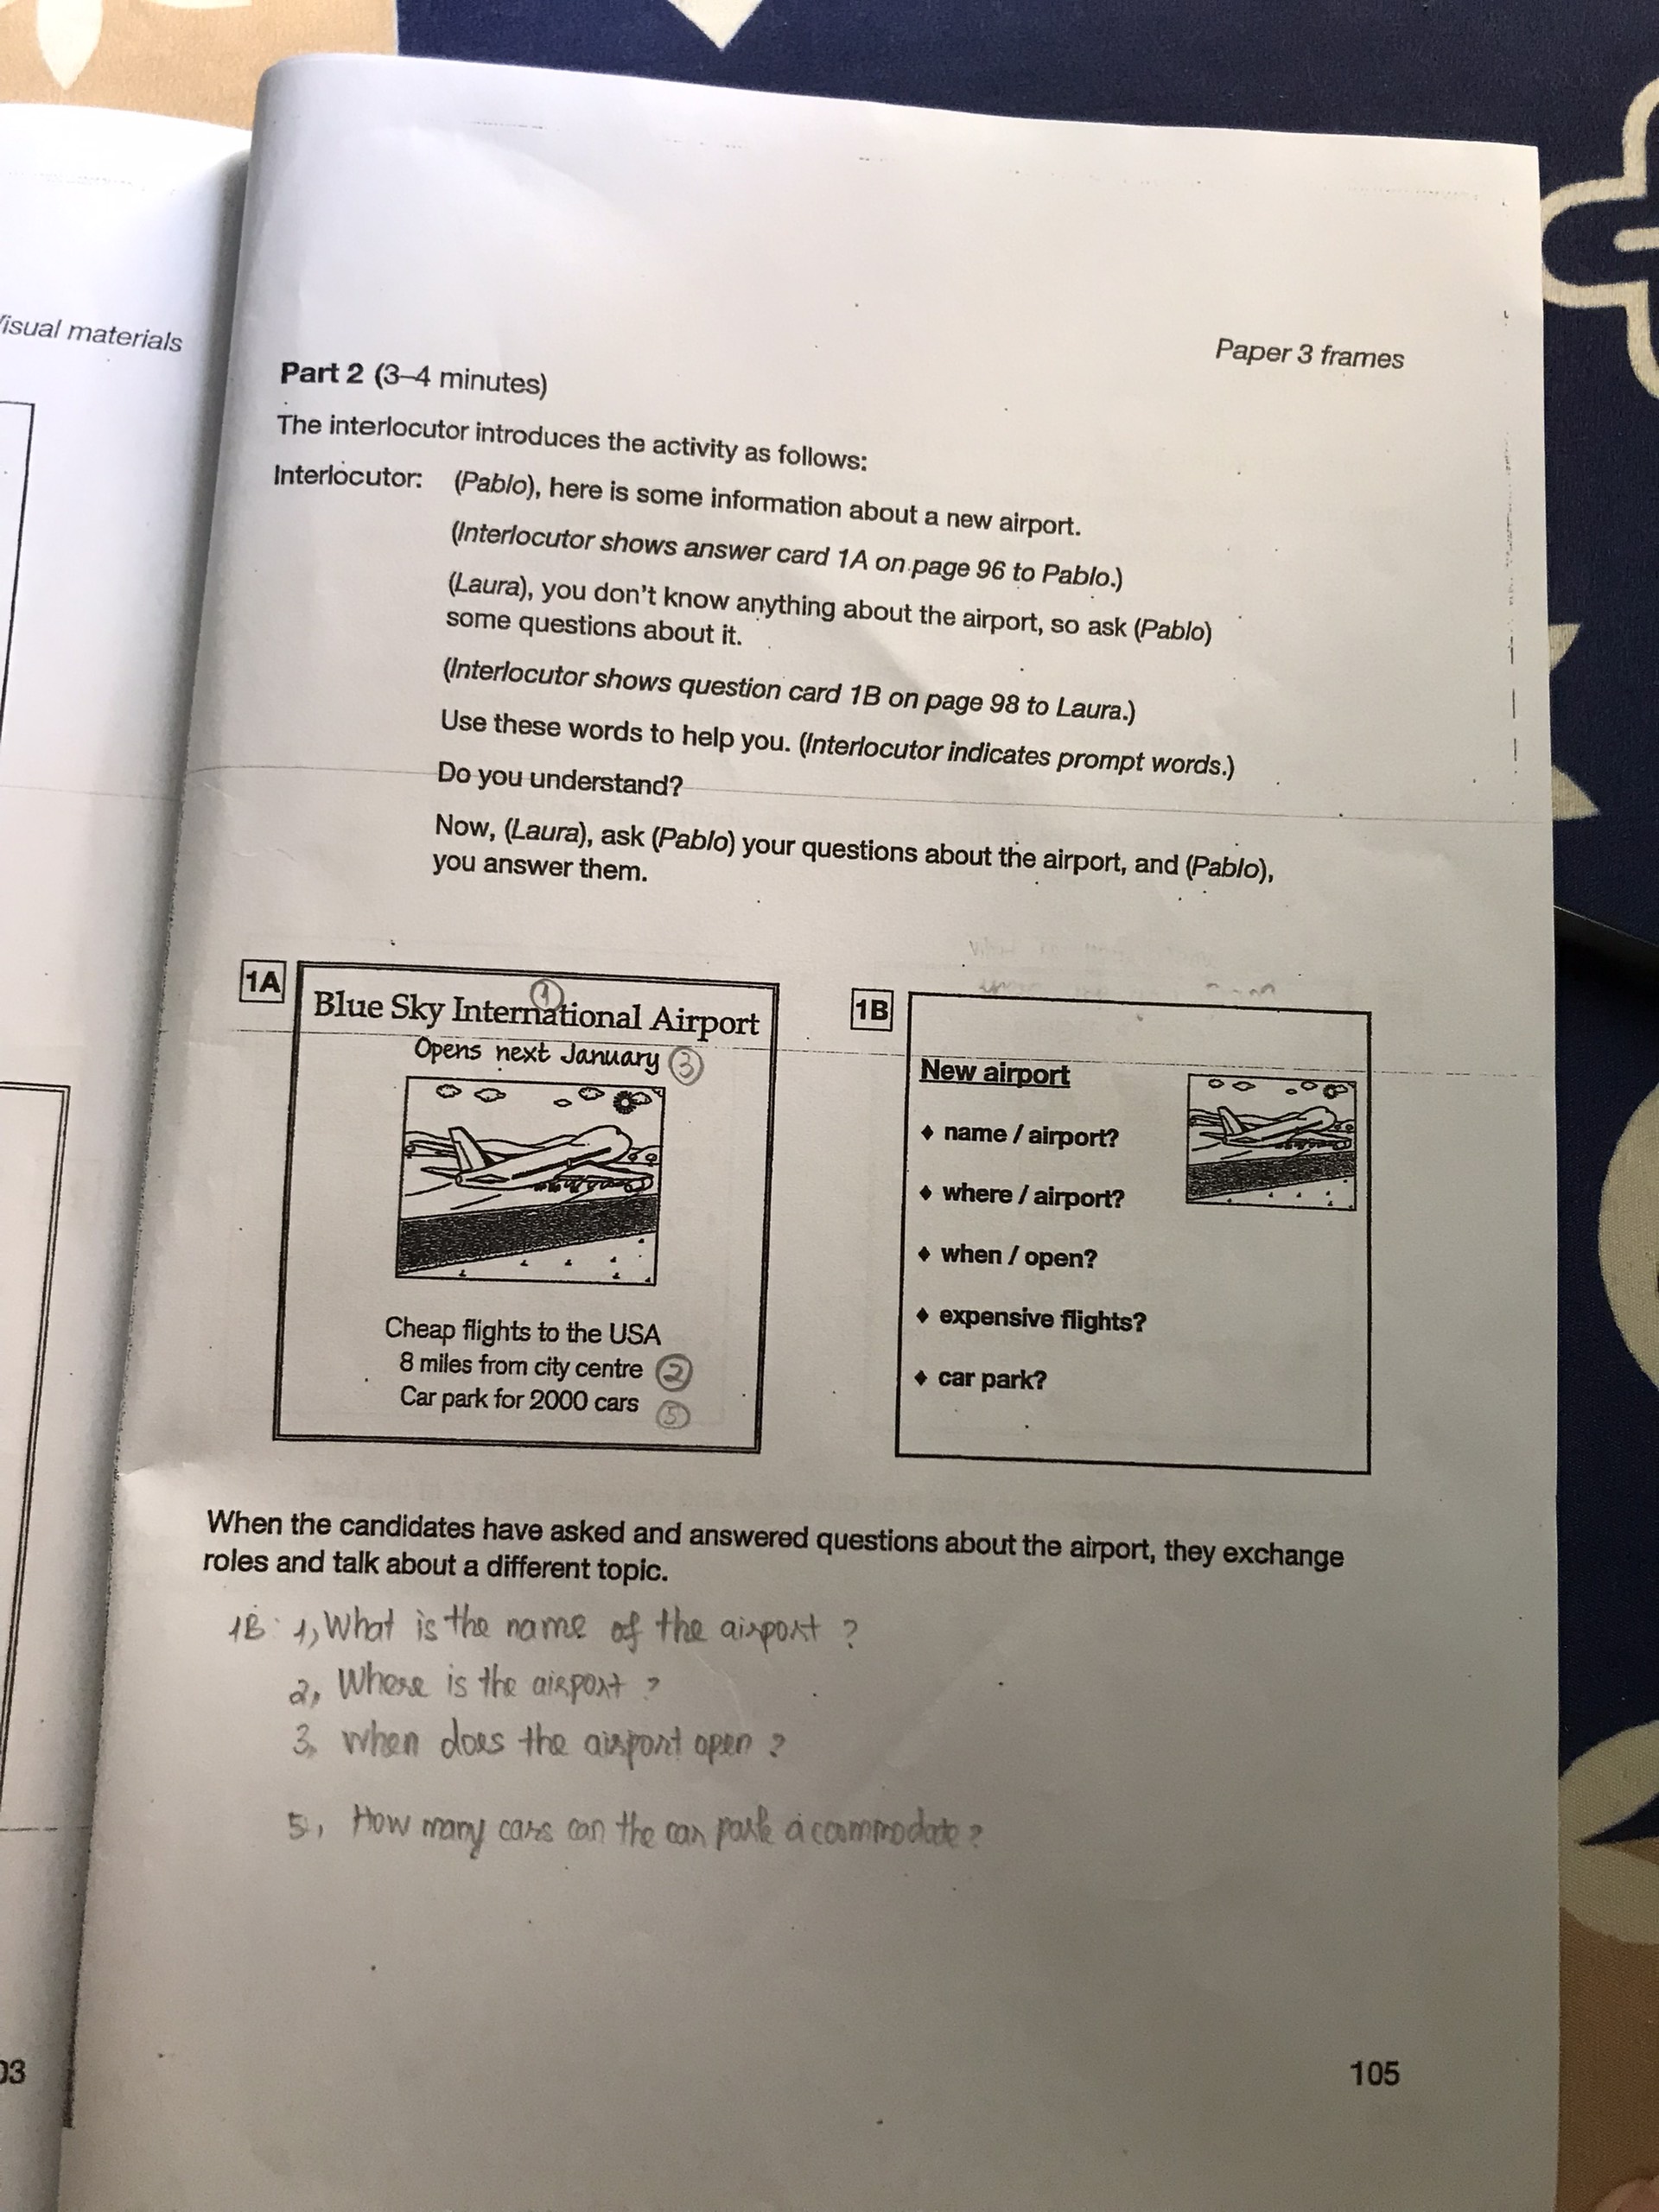 Visual materials
Paper 3 frames
Part 2 (3–4 minutes)
The interlocutor introduces the activity as follows:
Interlocutor: (Pablo), here is some information about a new airport.
(Interlocutor shows answer card 1A on page 96 to Pablo.)
(Laura), you don't know anything about the airport, so ask (Pablo)
some questions about it.
(Interlocutor shows question card 1B on page 98 to Laura.)
Use these words to help you. (Interlocutor indicates prompt words.)
Do you understand?
Now, (Laura), ask (Pablo) your questions about the airport, and (Pablo),
you answer them.
1A
1
Blue Sky International Airport
Opens next January 3
Cheap flights to the USA
8 miles from city centre 2
Car park for 2000 cars 5
1B
New airport
♦ name / airport?
♦ where / airport?
♦ when / open?
♦ expensive flights?
♦ car park?
When the candidates have asked and answered questions about the airport, they exchange
roles and talk about a different topic.
1B: 1, What is the name of the airport ?
2, Where is the airport ?
3, When does the airport open ?
5, How many cars can the car park accommodate ?
03
105